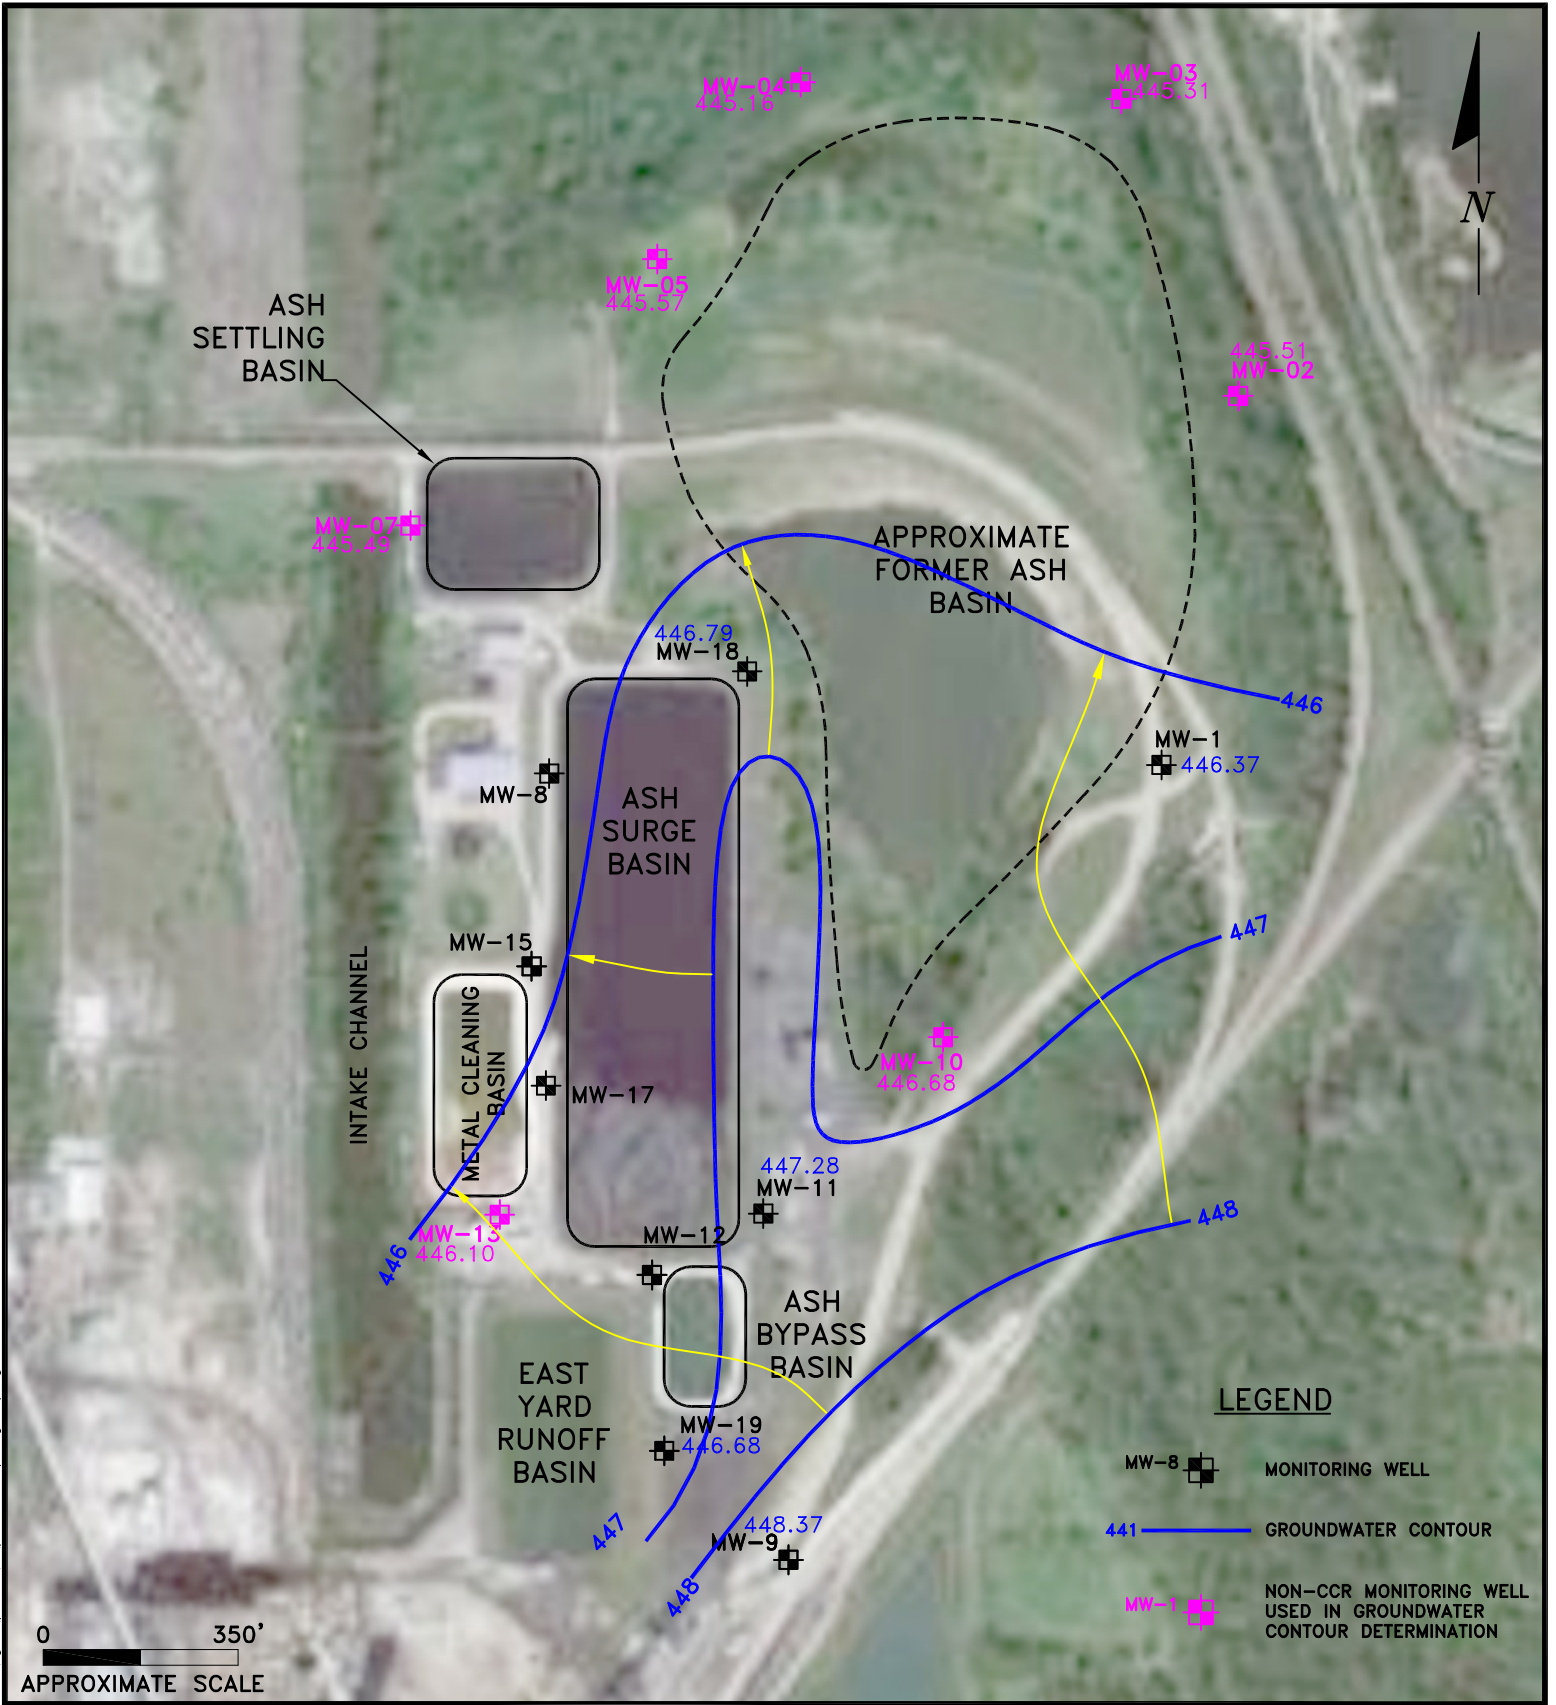 MW-04
445.16
MW-03
445.31
N
MW-05
445.57
ASH
SETTLING
BASIN
445.51
MW-02
MW-07
445.49
APPROXIMATE
FORMER ASH
BASIN
446.79
MW-18
446
MW-1
446.37
MW-8
ASH
SURGE
BASIN
447
MW-15
INTAKE CHANNEL
METAL CLEANING
BASIN
MW-17
MW-10
446.68
447.28
MW-11
448
MW-13
446.10
446
MW-12
ASH
BYPASS
BASIN
EAST
YARD
RUNOFF
BASIN
MW-19
446.68
447
448.37
MW-9
448
LEGEND
MW-8
MONITORING WELL
441
GROUNDWATER CONTOUR
MW-1
NON-CCR MONITORING WELL
USED IN GROUNDWATER
CONTOUR DETERMINATION
0 350'
APPROXIMATE SCALE